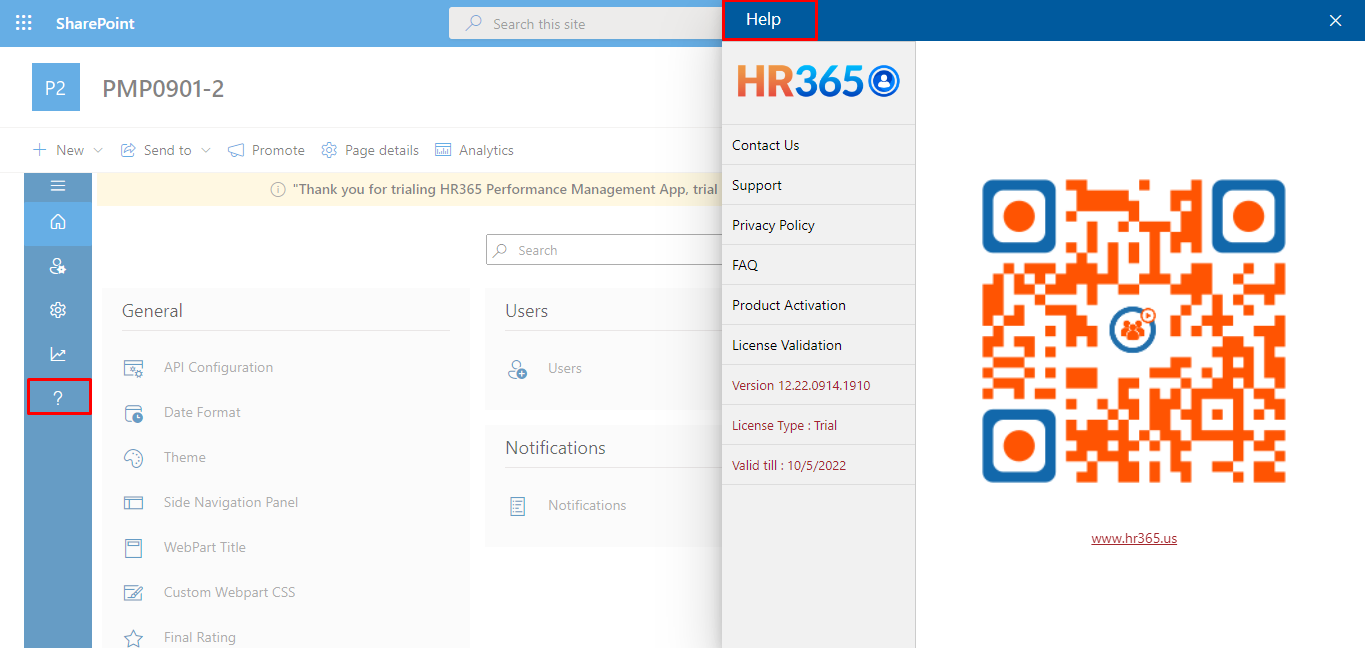 SharePoint
Search this site
P2
PMP0901-2
New
Send to
Promote
Page details
Analytics
"Thank you for trialing HR365 Performance Management App, trial
Search
General
API Configuration
Date Format
Theme
Side Navigation Panel
WebPart Title
Custom Webpart CSS
Final Rating
Users
Users
Notifications
Notifications
Help
HR365
Contact Us
Support
Privacy Policy
FAQ
Product Activation
License Validation
Version 12.22.0914.1910
License Type : Trial
Valid till : 10/5/2022
www.hr365.us